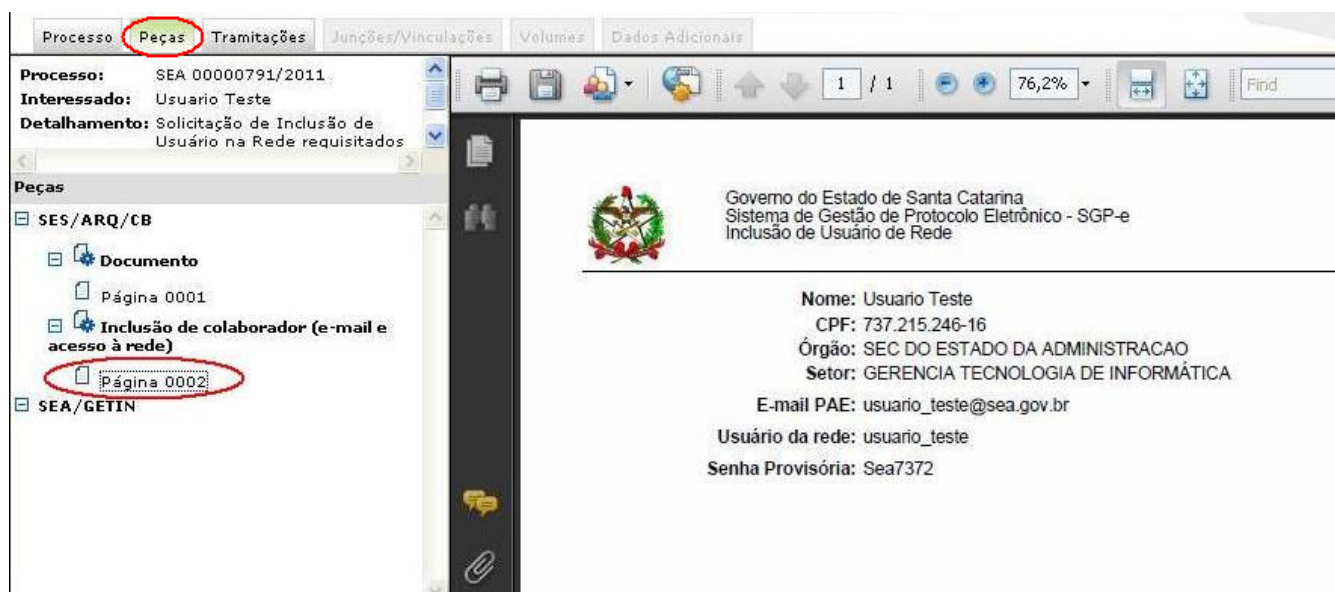 Processo Peças Tramitações Junções/Vinculações Volumes Dados Adicionais
Processo: SEA 00000791/2011
Interessado: Usuario Teste
Detalhamento: Solicitação de Inclusão de
Usuário na Rede requisitados
Peças
SES/ARQ/CB
Documento
Página 0001
Inclusão de colaborador (e-mail e
acesso à rede)
Página 0002
SEA/GETIN
1 / 1 76,2% Find
Governo do Estado de Santa Catarina
Sistema de Gestão de Protocolo Eletrônico - SGP-e
Inclusão de Usuário de Rede
Nome: Usuario Teste
CPF: 737.215.246-16
Órgão: SEC DO ESTADO DA ADMINISTRACAO
Setor: GERENCIA TECNOLOGIA DE INFORMÁTICA
E-mail PAE: usuario_teste@sea.gov.br
Usuário da rede: usuario_teste
Senha Provisória: Sea7372